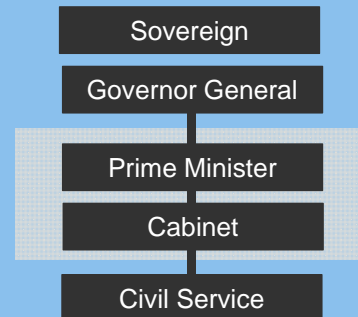 Sovereign
Governor General
Prime Minister
Cabinet
Civil Service